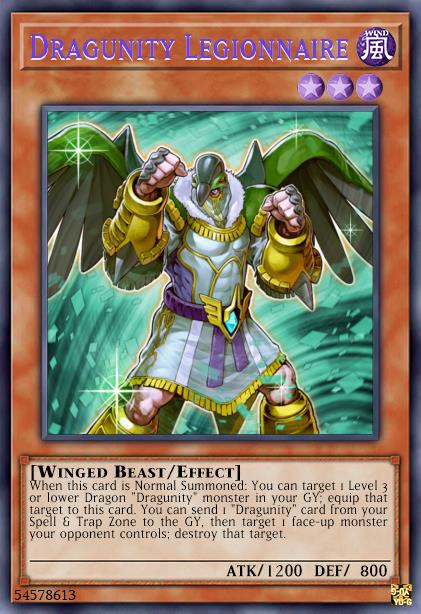 Dragunity Legionnaire
WIND
風
[Winged Beast/Effect]
When this card is Normal Summoned: You can target 1 Level 3
or lower Dragon "Dragunity" monster in your GY; equip that
target to this card. You can send 1 "Dragunity" card from your
Spell & Trap Zone to the GY, then target 1 face-up monster
your opponent controls; destroy that target.
ATK/1200 DEF/ 800
54578613